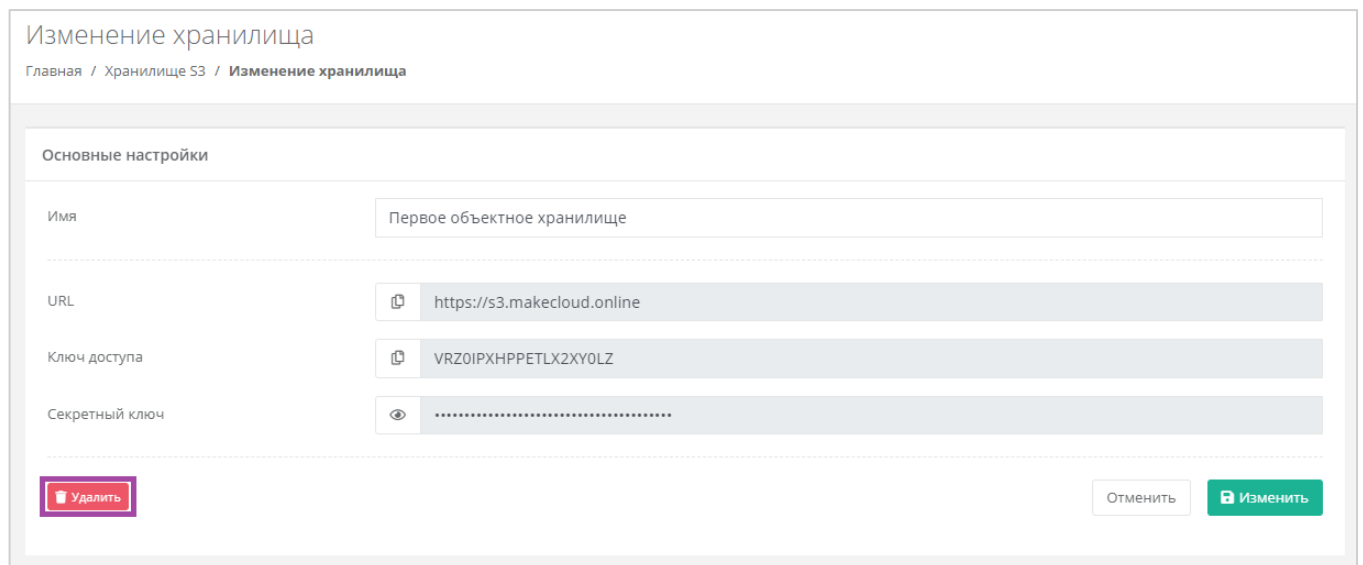 Изменение хранилища
Главная / Хранилище S3 / Изменение хранилища
Основные настройки
Имя
Первое объектное хранилище
URL
https://s3.makecloud.online
Ключ доступа
VRZ0IPXHPPETLX2XY0LZ
Секретный ключ
••••••••••••••••••••••••••••••••••••••••
Удалить
Отменить
Изменить